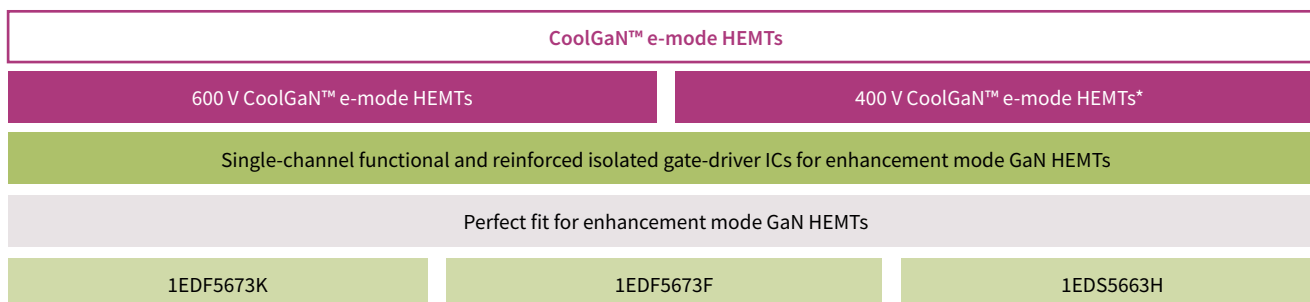 CoolGaN™ e-mode HEMTs
600 V CoolGaN™ e-mode HEMTs
400 V CoolGaN™ e-mode HEMTs*
Single-channel functional and reinforced isolated gate-driver ICs for enhancement mode GaN HEMTs
Perfect fit for enhancement mode GaN HEMTs
1EDF5673K
1EDF5673F
1EDS5663H